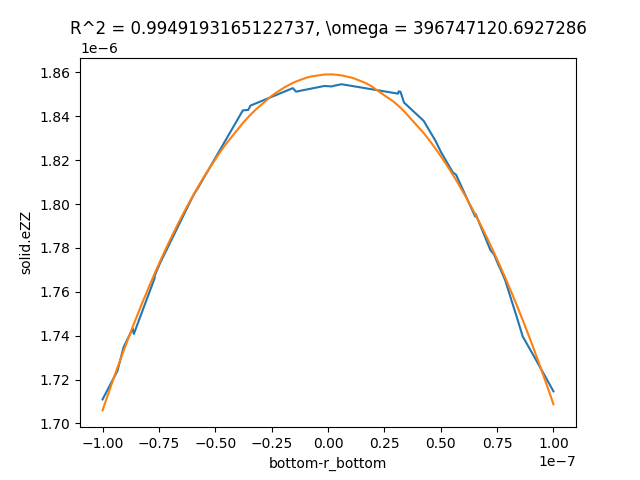 R^2 = 0.9949193165122737, \omega = 396747120.6927286
1e−6
1.86
1.84
1.82
1.80
1.78
1.76
1.74
1.72
1.70
solid.eZZ
−1.00 −0.75 −0.50 −0.25 0.00 0.25 0.50 0.75 1.00
bottom-r_bottom
1e−7